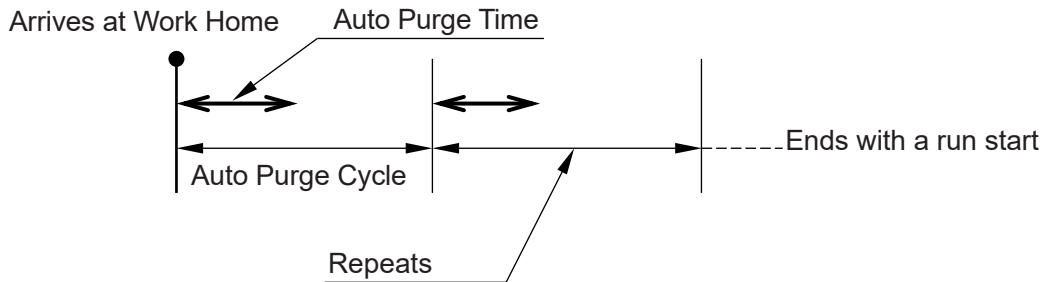 Arrives at Work Home
Auto Purge Time
Ends with a run start
Auto Purge Cycle
Repeats